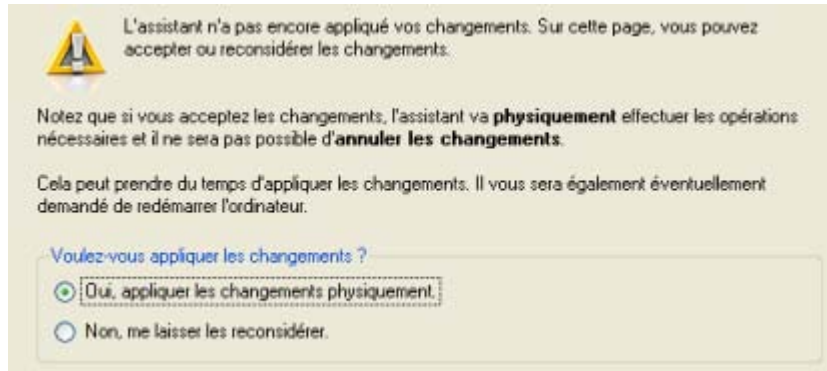 L'assistant n'a pas encore appliqué vos changements. Sur cette page, vous pouvez
accepter ou reconsidérer les changements.
Notez que si vous acceptez les changements, l'assistant va physiquement effectuer les opérations
nécessaires et il ne sera pas possible d'annuler les changements.
Cela peut prendre du temps d'appliquer les changements. Il vous sera également éventuellement
demandé de redémarrer l'ordinateur.
Voulez-vous appliquer les changements ?
Oui, appliquer les changements physiquement.
Non, me laisser les reconsidérer.